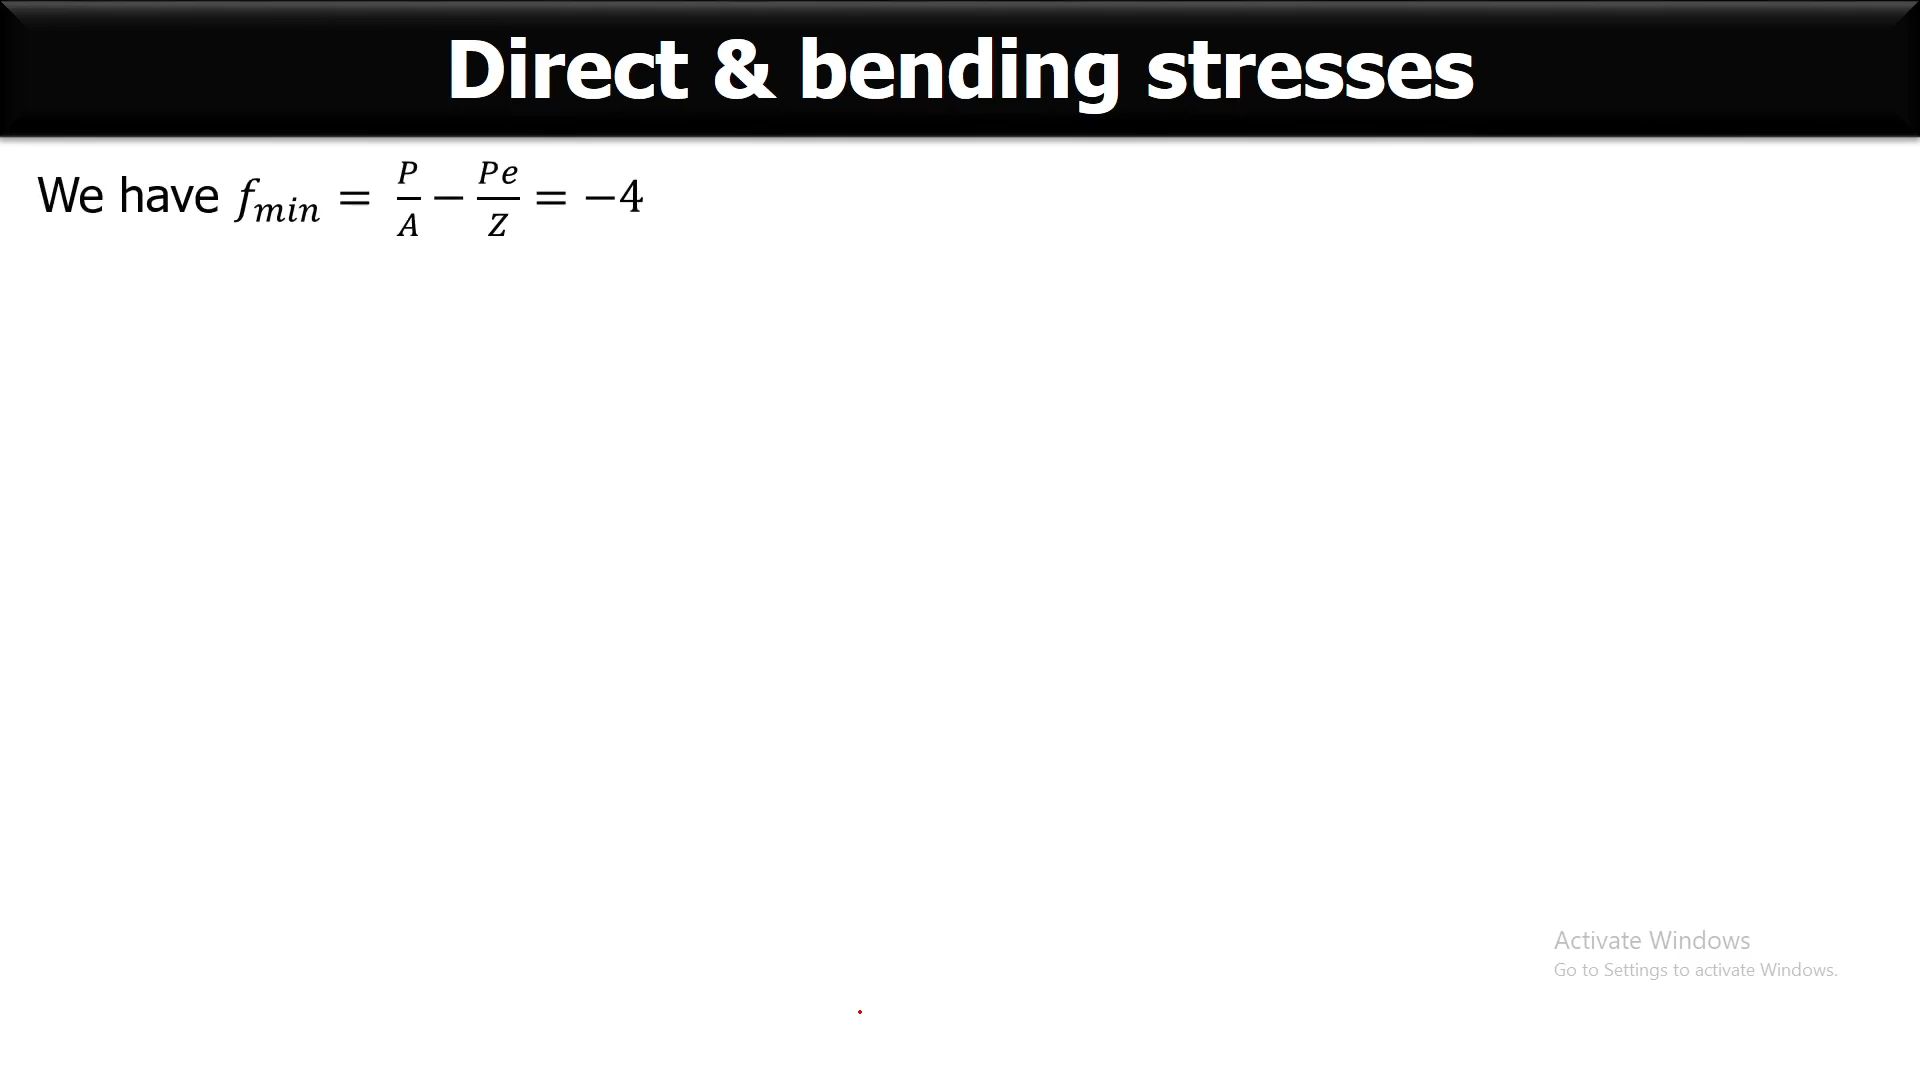 Direct & bending stresses
We have f_min = P/A − Pe/Z = −4
Activate Windows
Go to Settings to activate Windows.